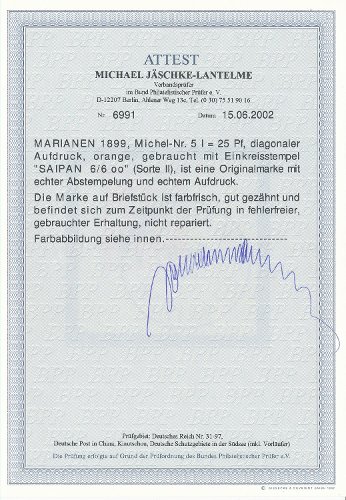 ATTEST
MICHAEL JÄSCHKE-LANTELME
Verbandsprüfer
im Bund Philatelistischer Prüfer e. V.
D-12207 Berlin, Ahlener Weg 13c, Tel. (0 30) 75 51 90 16
Nr. 6991 Datum: 15.06.2002
MARIANEN 1899, Michel-Nr. 5 I = 25 Pf, diagonaler
Aufdruck, orange, gebraucht mit Einkreisstempel
"SAIPAN 6/6 oo" (Sorte II), ist eine Originalmarke mit
echter Abstempelung und echtem Aufdruck.
Die Marke auf Briefstück ist farbfrisch, gut gezähnt und
befindet sich zum Zeitpunkt der Prüfung in fehlerfreier,
gebrauchter Erhaltung, nicht repariert.
Farbabbildung siehe innen.
Prüfgebiet: Deutsches Reich Nr. 31-97,
Deutsche Post in China, Kiautschou, Deutsche Schutzgebiete in der Südsee (inkl. Vorläufer)
Die Prüfung erfolgte auf Grund der Prüfordnung des Bundes Philatelistischer Prüfer e.V.